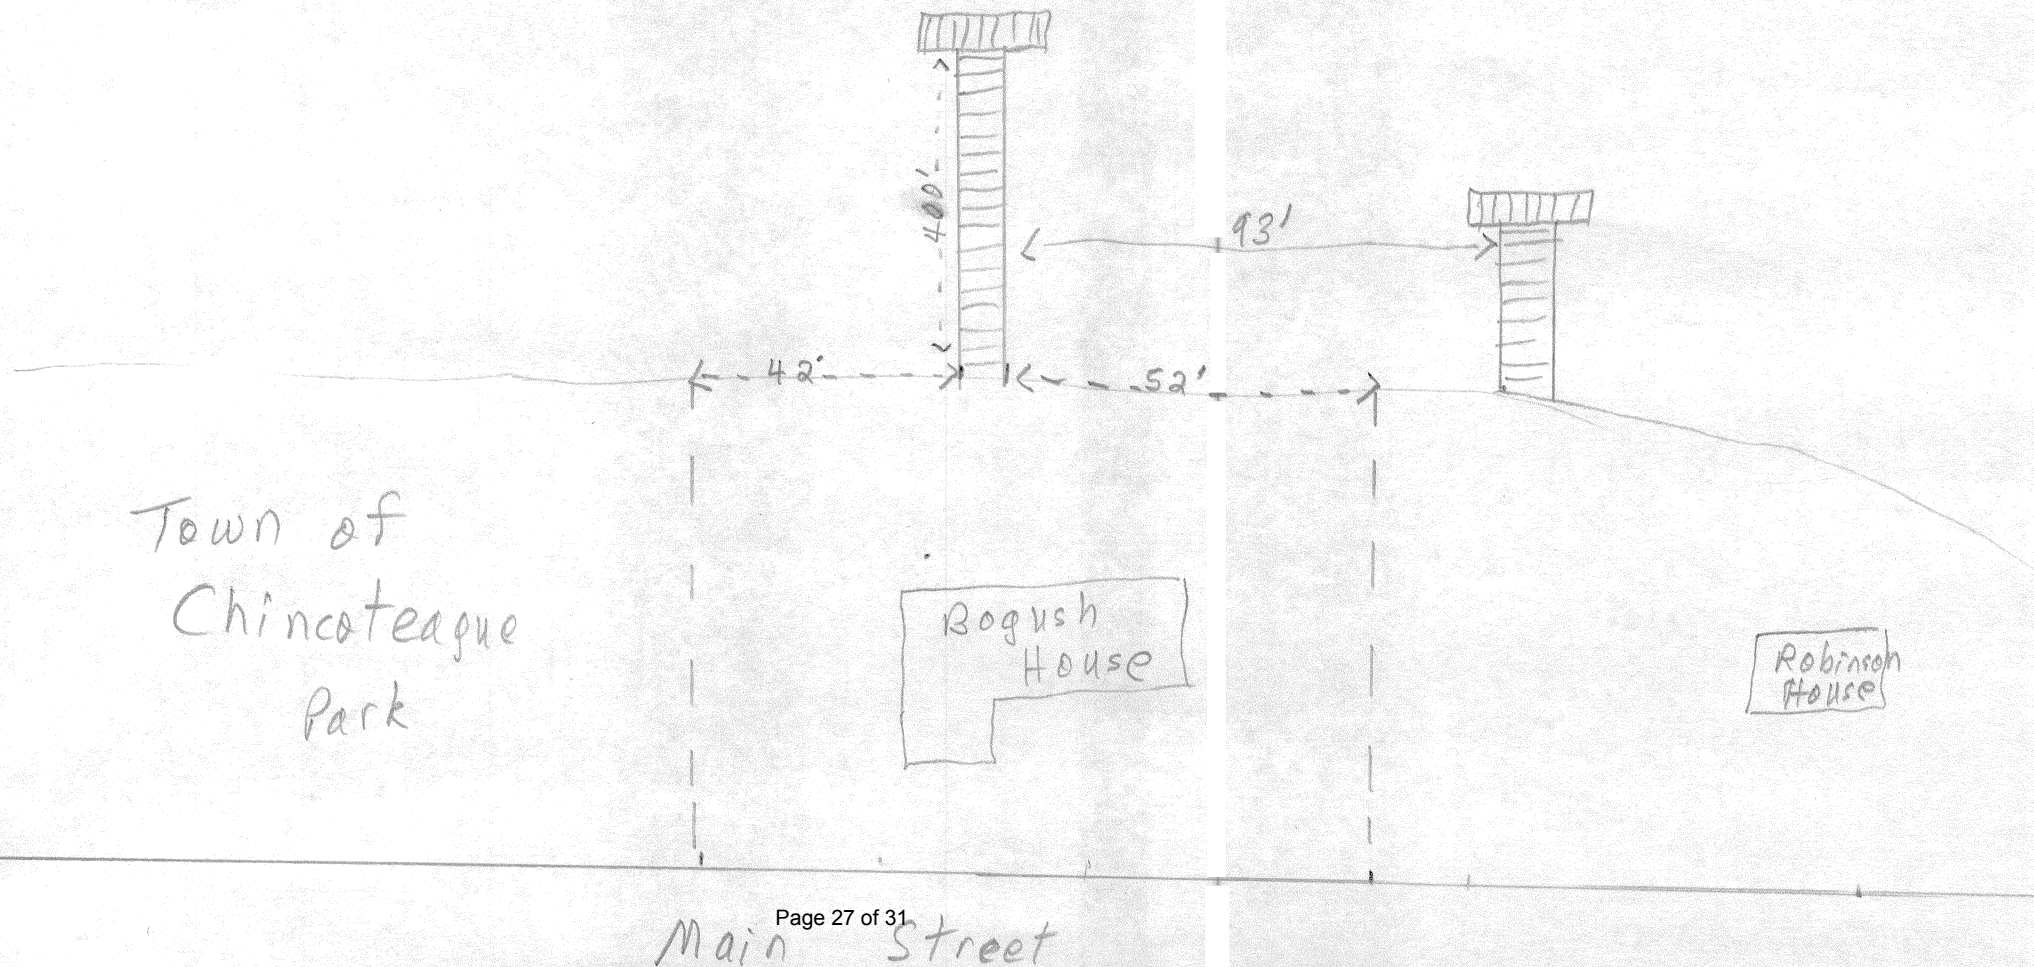 400'
93'
42'
52'
Town of
Chincoteague
Park
Bogush
House
Robinson
House
Page 27 of 31
Main Street